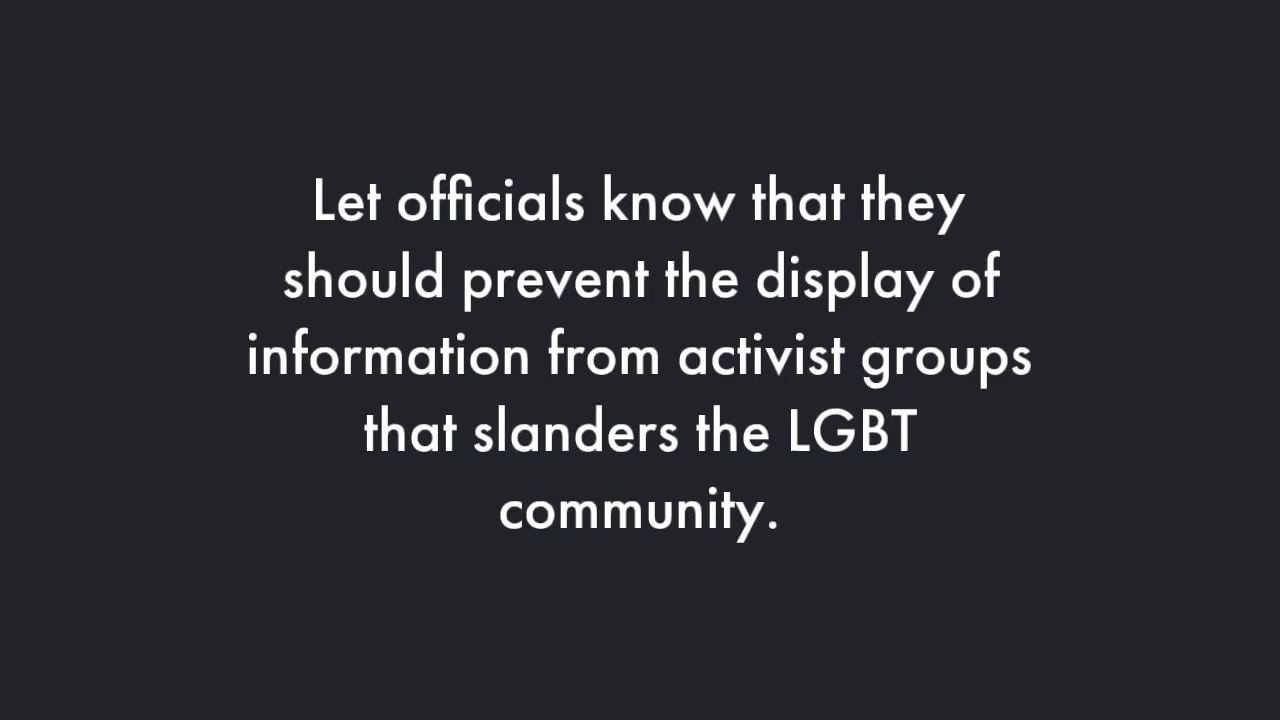 Let officials know that they
should prevent the display of
information from activist groups
that slanders the LGBT
community.